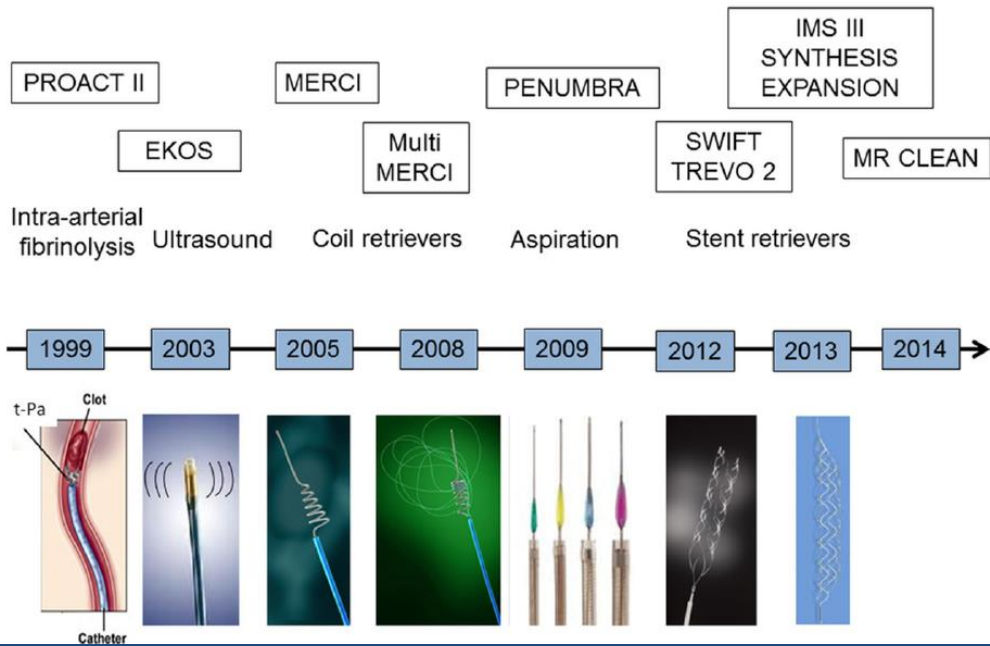 PROACT II
MERCI
PENUMBRA
IMS III
SYNTHESIS
EXPANSION
EKOS
Multi
MERCI
SWIFT
TREVO 2
MR CLEAN
Intra-arterial
fibrinolysis
Ultrasound
Coil retrievers
Aspiration
Stent retrievers
1999
2003
2005
2008
2009
2012
2013
2014
t-Pa
Clot
Catheter